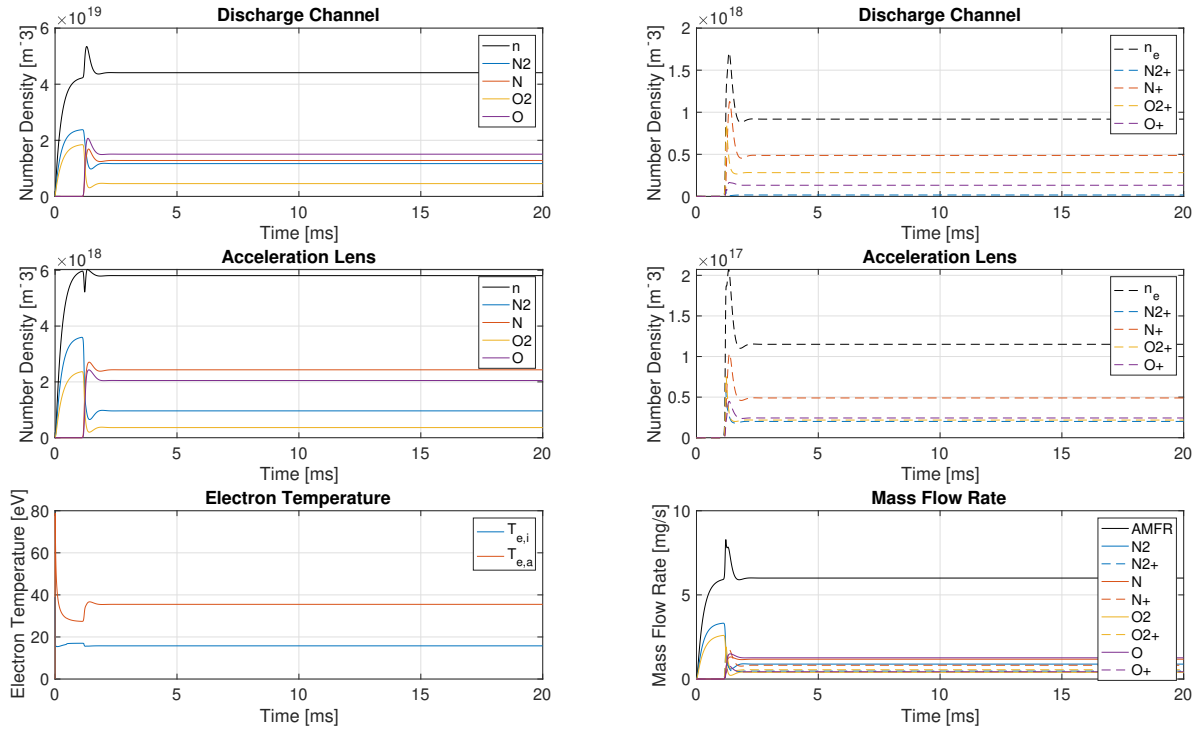 Discharge Channel
×10^19
Number Density [m^-3]
6
4
2
0
0 5 10 15 20
Time [ms]
n
N2
N
O2
O
Discharge Channel
×10^18
Number Density [m^-3]
2
1.5
1
0.5
0
0 5 10 15 20
Time [ms]
n_e
N2+
N+
O2+
O+
Acceleration Lens
×10^18
Number Density [m^-3]
6
4
2
0
0 5 10 15 20
Time [ms]
n
N2
N
O2
O
Acceleration Lens
×10^17
Number Density [m^-3]
2
1.5
1
0.5
0
0 5 10 15 20
Time [ms]
n_e
N2+
N+
O2+
O+
Electron Temperature
Electron Temperature [eV]
80
60
40
20
0
0 5 10 15 20
Time [ms]
T_e,i
T_e,a
Mass Flow Rate
Mass Flow Rate [mg/s]
10
5
0
0 5 10 15 20
Time [ms]
AMFR
N2
N2+
N
N+
O2
O2+
O
O+